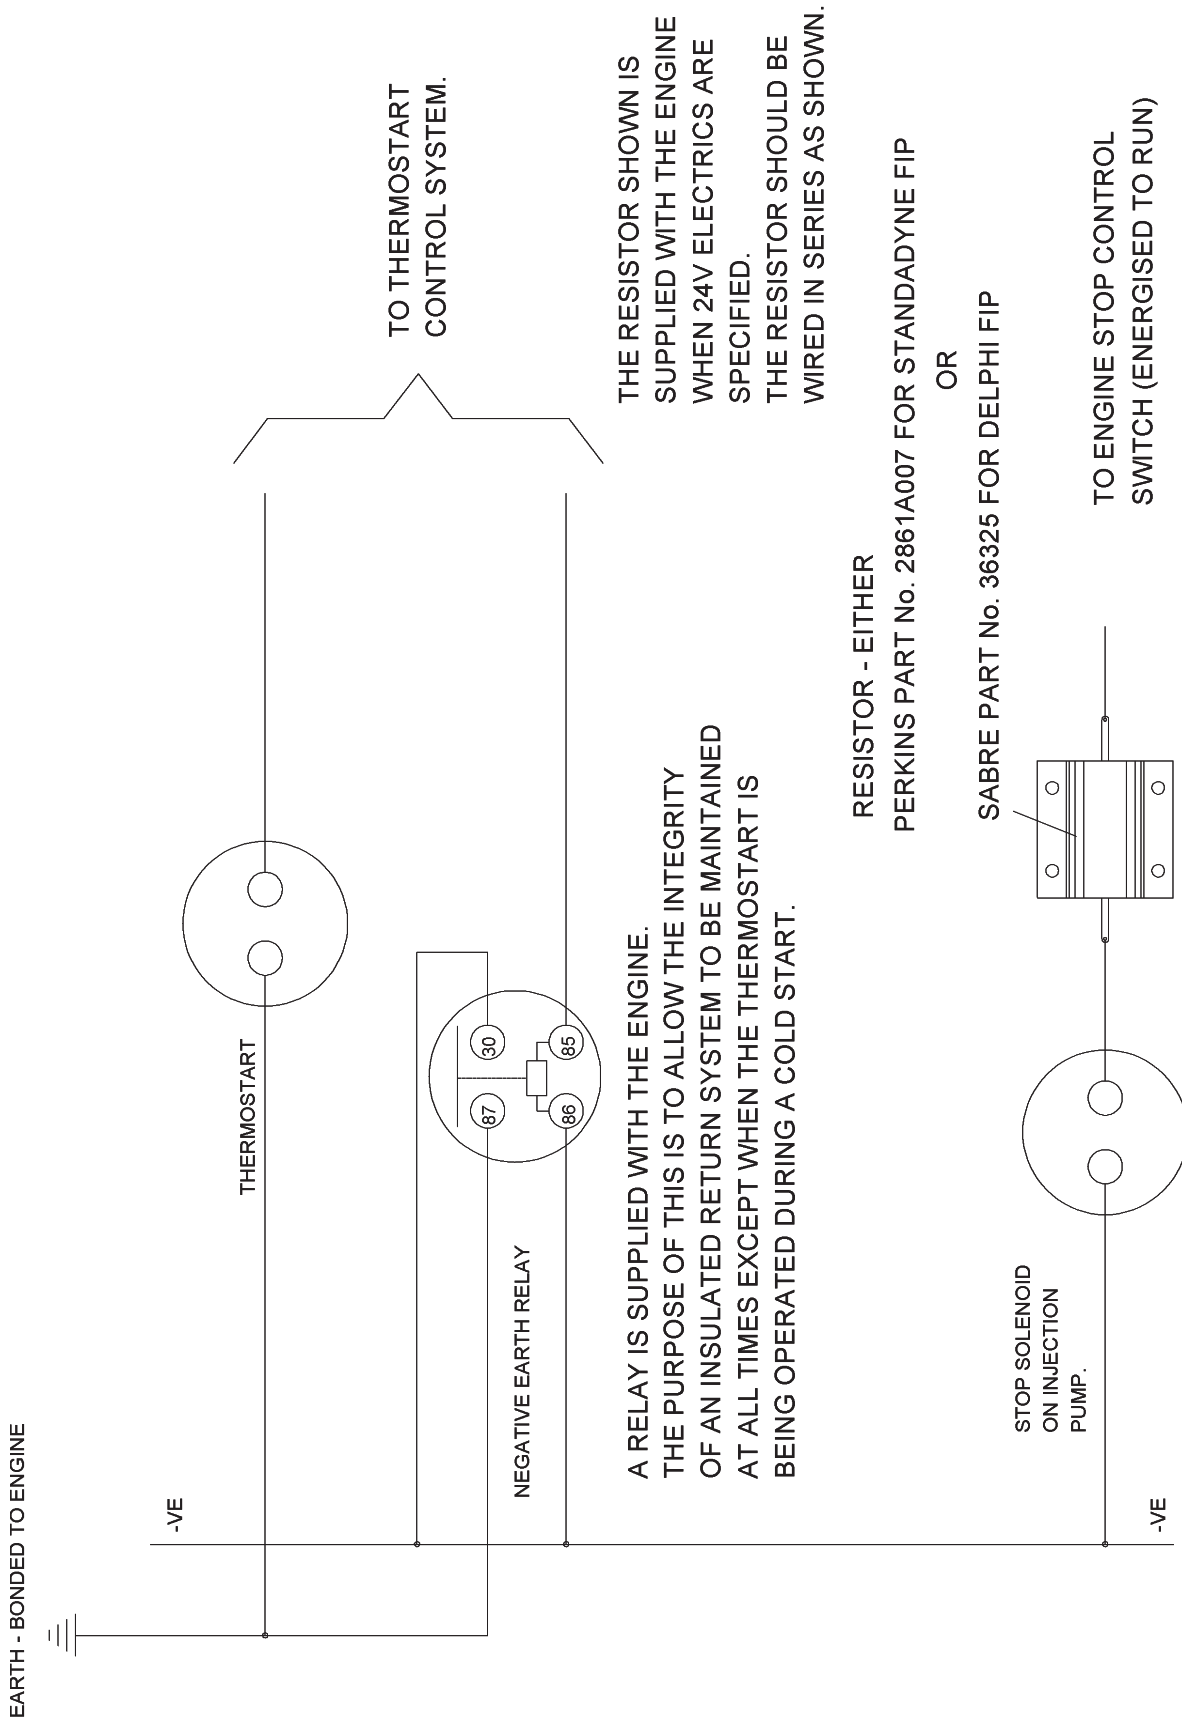 EARTH - BONDED TO ENGINE
-VE
THERMOSTART
TO THERMOSTART
CONTROL SYSTEM.
87
30
86
85
NEGATIVE EARTH RELAY
A RELAY IS SUPPLIED WITH THE ENGINE.
THE PURPOSE OF THIS IS TO ALLOW THE INTEGRITY
OF AN INSULATED RETURN SYSTEM TO BE MAINTAINED
AT ALL TIMES EXCEPT WHEN THE THERMOSTART IS
BEING OPERATED DURING A COLD START.
THE RESISTOR SHOWN IS
SUPPLIED WITH THE ENGINE
WHEN 24V ELECTRICS ARE
SPECIFIED.
THE RESISTOR SHOULD BE
WIRED IN SERIES AS SHOWN.
RESISTOR - EITHER
PERKINS PART No. 2861A007 FOR STANDADYNE FIP
OR
SABRE PART No. 36325 FOR DELPHI FIP
STOP SOLENOID
ON INJECTION
PUMP.
TO ENGINE STOP CONTROL
SWITCH (ENERGISED TO RUN)
-VE